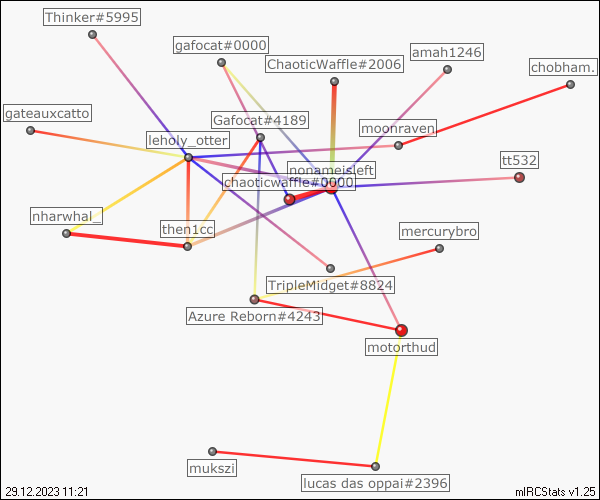 Thinker#5995
gafocat#0000
ChaoticWaffle#2006
amah1246
chobham.
gateauxcatto
Gafocat#4189
leholy_otter
moonraven
nonameisleft
tt532
chaoticwaffle#0000
nharwhal_
then1cc
mercurybro
TripleMidget#8824
Azure Reborn#4243
motorthud
mukszi
lucas das oppai#2396
29.12.2023 11:21
mIRCStats v1.25